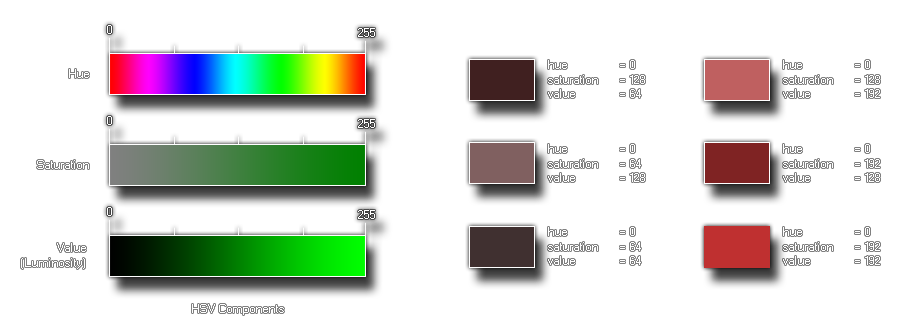 0
255
Hue
0
255
Saturation
0
255
Value
(Luminosity)
HSV Components
hue = 0
saturation = 128
value = 64
hue = 0
saturation = 64
value = 128
hue = 0
saturation = 64
value = 64
hue = 0
saturation = 128
value = 192
hue = 0
saturation = 192
value = 128
hue = 0
saturation = 192
value = 192